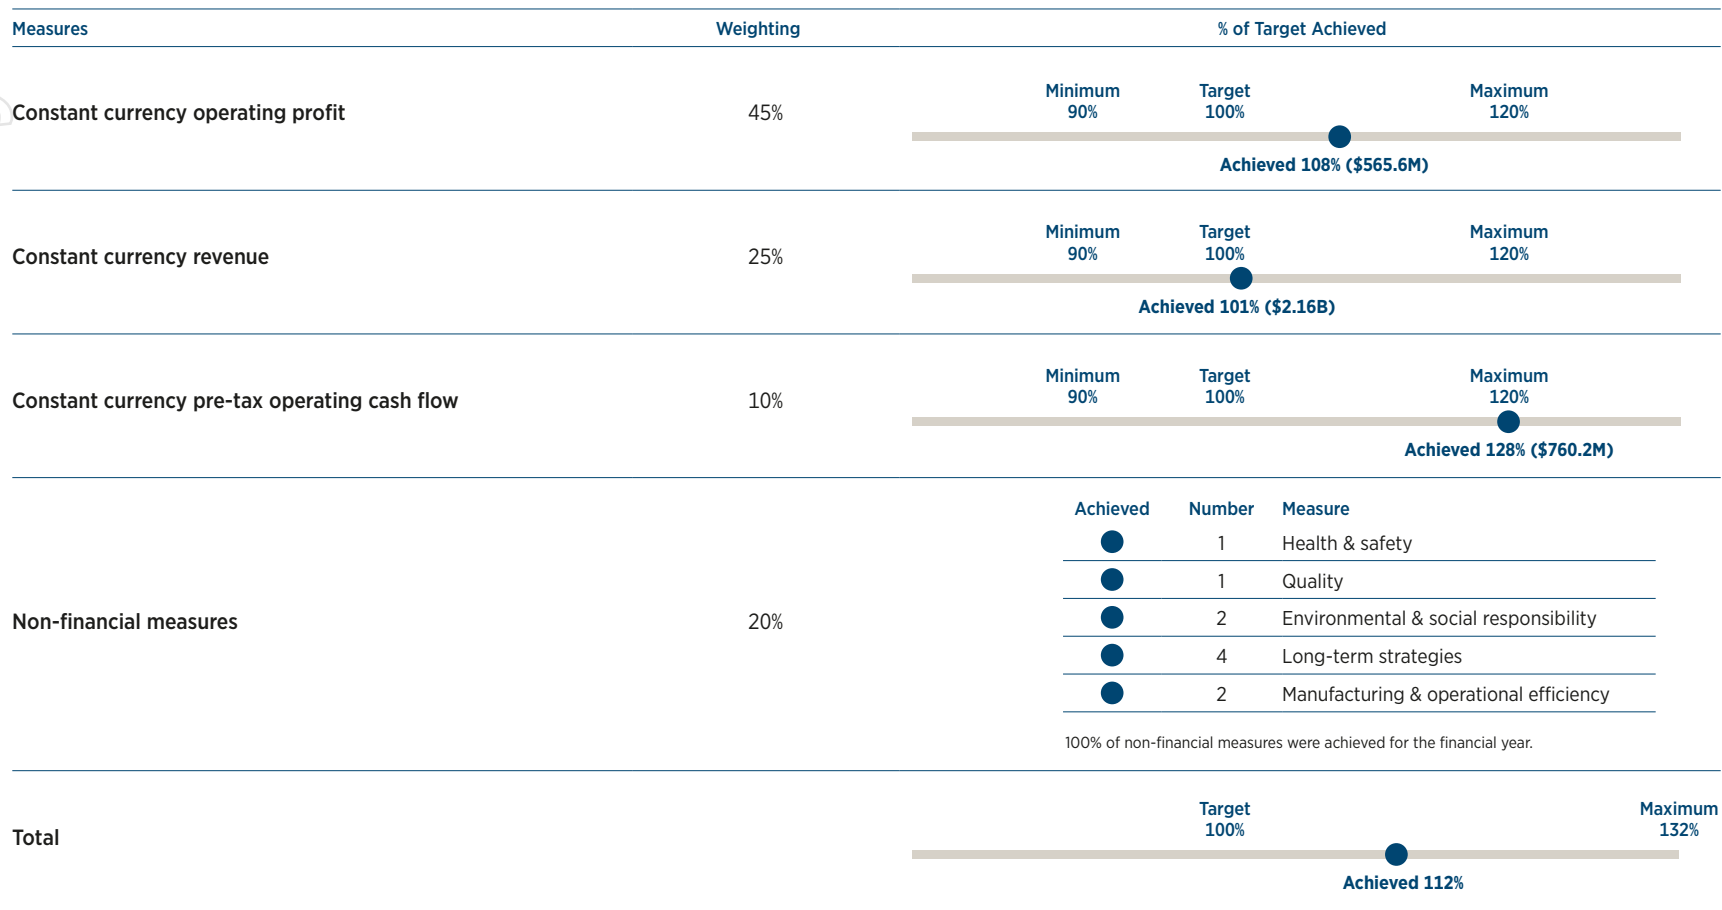 Measures Weighting % of Target Achieved
Minimum Target Maximum
Constant currency operating profit 45% 90% 100% 120%
Achieved 108% ($565.6M)
Minimum Target Maximum
Constant currency revenue 25% 90% 100% 120%
Achieved 101% ($2.16B)
Minimum Target Maximum
Constant currency pre-tax operating cash flow 10% 90% 100% 120%
Achieved 128% ($760.2M)
Achieved Number Measure
1 Health & safety
1 Quality
Non-financial measures 20%
2 Environmental & social responsibility
4 Long-term strategies
2 Manufacturing & operational efficiency
100% of non-financial measures were achieved for the financial year.
Target Maximum
Total 100% 132%
Achieved 112%